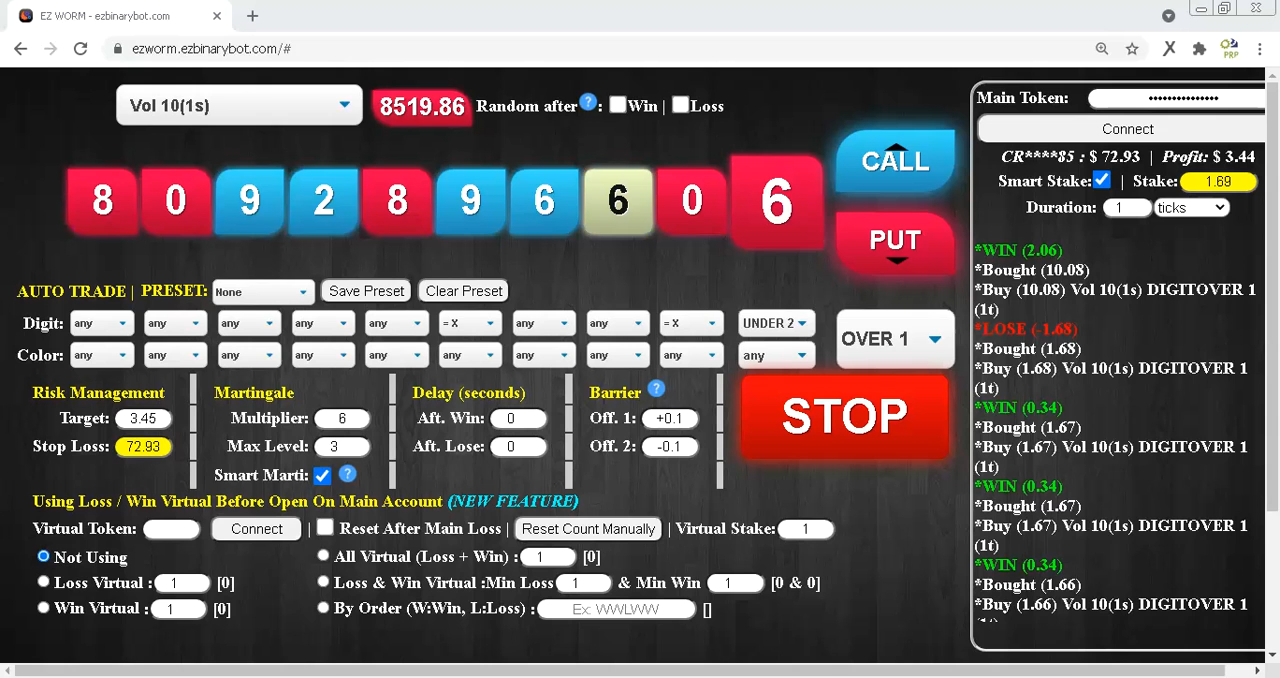 EZ WORM - ezbinarybot.com
ezworm.ezbinarybot.com/#
X
PRP
Vol 10(1s)
8519.86
Random after ? : Win | Loss
8 0 9 2 8 9 6 6 0 6
CALL
PUT
AUTO TRADE | PRESET: None Save Preset Clear Preset
Digit: any any any any any = X any any = X UNDER 2
Color: any any any any any any any any any any
OVER 1
Risk Management Martingale Delay (seconds) Barrier ?
Target: 3.45 Multiplier: 6 Aft. Win: 0 Off. 1: +0.1
Stop Loss: 72.93 Max Level: 3 Aft. Lose: 0 Off. 2: -0.1
Smart Marti: ?
STOP
Using Loss / Win Virtual Before Open On Main Account (NEW FEATURE)
Virtual Token: Connect | Reset After Main Loss | Reset Count Manually | Virtual Stake: 1
Not Using All Virtual (Loss + Win) : 1 [0]
Loss Virtual : 1 [0] Loss & Win Virtual :Min Loss 1 & Min Win 1 [0 & 0]
Win Virtual : 1 [0] By Order (W:Win, L:Loss) : Ex: WWLWW []
Main Token: •••••••••••••••
Connect
CR****85 : $ 72.93 | Profit: $ 3.44
Smart Stake: | Stake: 1.69
Duration: 1 ticks
*WIN (2.06)
*Bought (10.08)
*Buy (10.08) Vol 10(1s) DIGITOVER 1
(1t)
*LOSE (-1.68)
*Bought (1.68)
*Buy (1.68) Vol 10(1s) DIGITOVER 1
(1t)
*WIN (0.34)
*Bought (1.67)
*Buy (1.67) Vol 10(1s) DIGITOVER 1
(1t)
*WIN (0.34)
*Bought (1.67)
*Buy (1.67) Vol 10(1s) DIGITOVER 1
(1t)
*WIN (0.34)
*Bought (1.66)
*Buy (1.66) Vol 10(1s) DIGITOVER 1